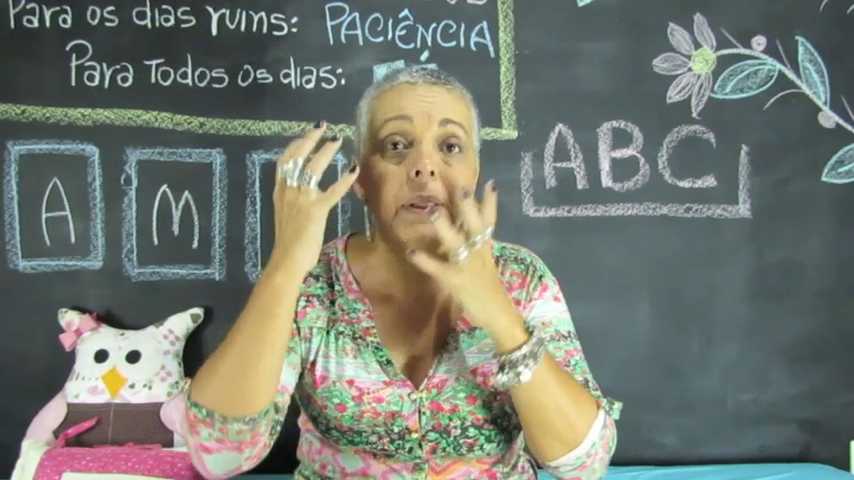 Para os dias ruins: PACIÊNCIA
Para Todos os dias:
A M
ABC